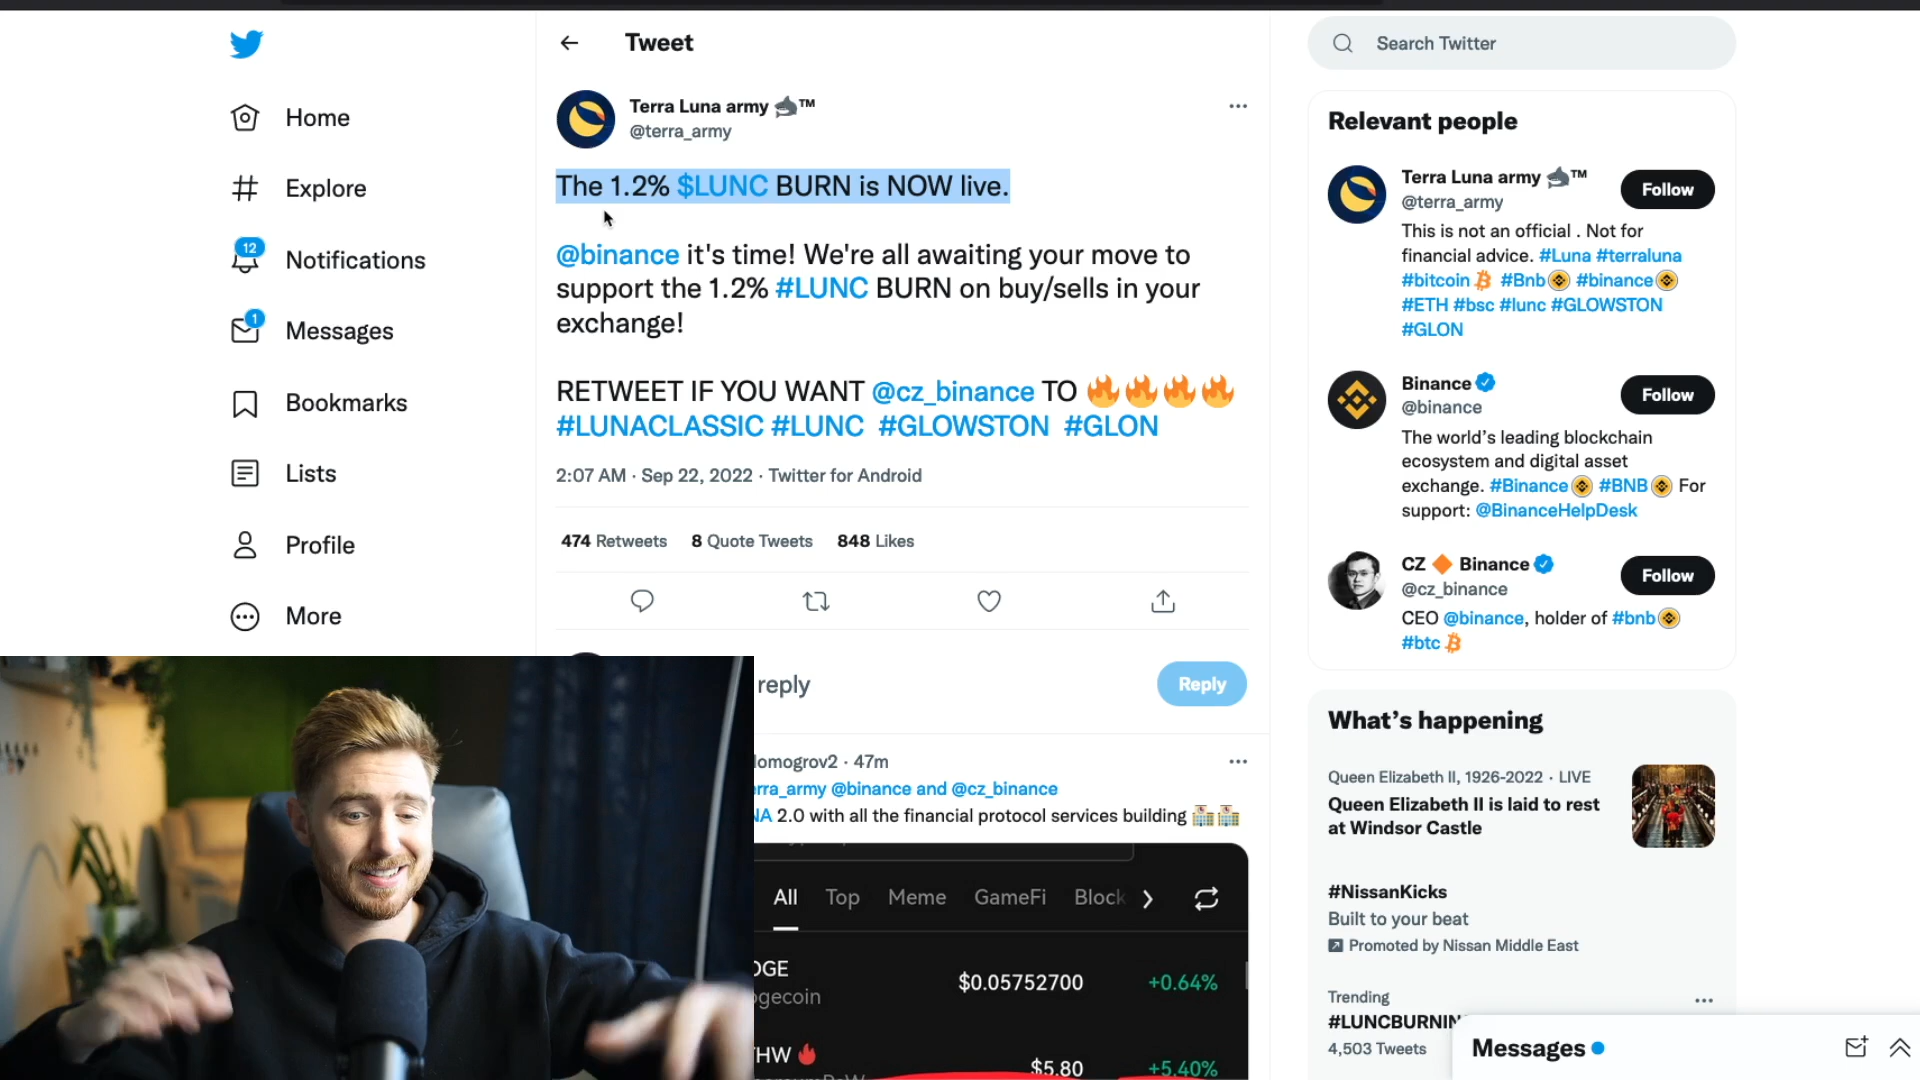 Tweet
Search Twitter
Home
Explore
12
Notifications
1
Messages
Bookmarks
Lists
Profile
More
Terra Luna army 🦈™
@terra_army
The 1.2% $LUNC BURN is NOW live.
@binance it's time! We're all awaiting your move to
support the 1.2% #LUNC BURN on buy/sells in your
exchange!
RETWEET IF YOU WANT @cz_binance TO 🔥🔥🔥🔥
#LUNACLASSIC #LUNC #GLOWSTON #GLON
2:07 AM · Sep 22, 2022 · Twitter for Android
474 Retweets 8 Quote Tweets 848 Likes
reply
Reply
lomogrov2 · 47m
erra_army @binance and @cz_binance
NA 2.0 with all the financial protocol services building 🏨🏨
All Top Meme GameFi Block
OGE
$0.05752700 +0.64%
ogecoin
HW 🔥
$5.80 +5.40%
Relevant people
Terra Luna army 🦈™
@terra_army
Follow
This is not an official . Not for
financial advice. #Luna #terraluna
#bitcoin #Bnb #binance
#ETH #bsc #lunc #GLOWSTON
#GLON
Binance
@binance
Follow
The world's leading blockchain
ecosystem and digital asset
exchange. #Binance #BNB For
support: @BinanceHelpDesk
CZ 🔶 Binance
@cz_binance
Follow
CEO @binance, holder of #bnb
#btc
What's happening
Queen Elizabeth II, 1926-2022 · LIVE
Queen Elizabeth II is laid to rest
at Windsor Castle
#NissanKicks
Built to your beat
Promoted by Nissan Middle East
Trending
#LUNCBURNIN
4,503 Tweets
Messages